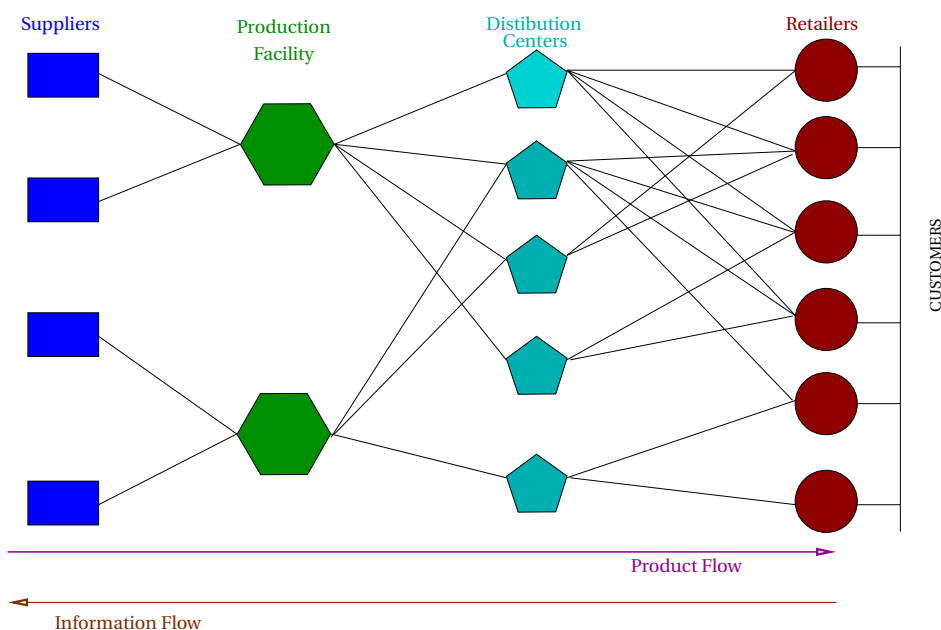 Suppliers
Production
Facility
Distibution
Centers
Retailers
CUSTOMERS
Product Flow
Information Flow